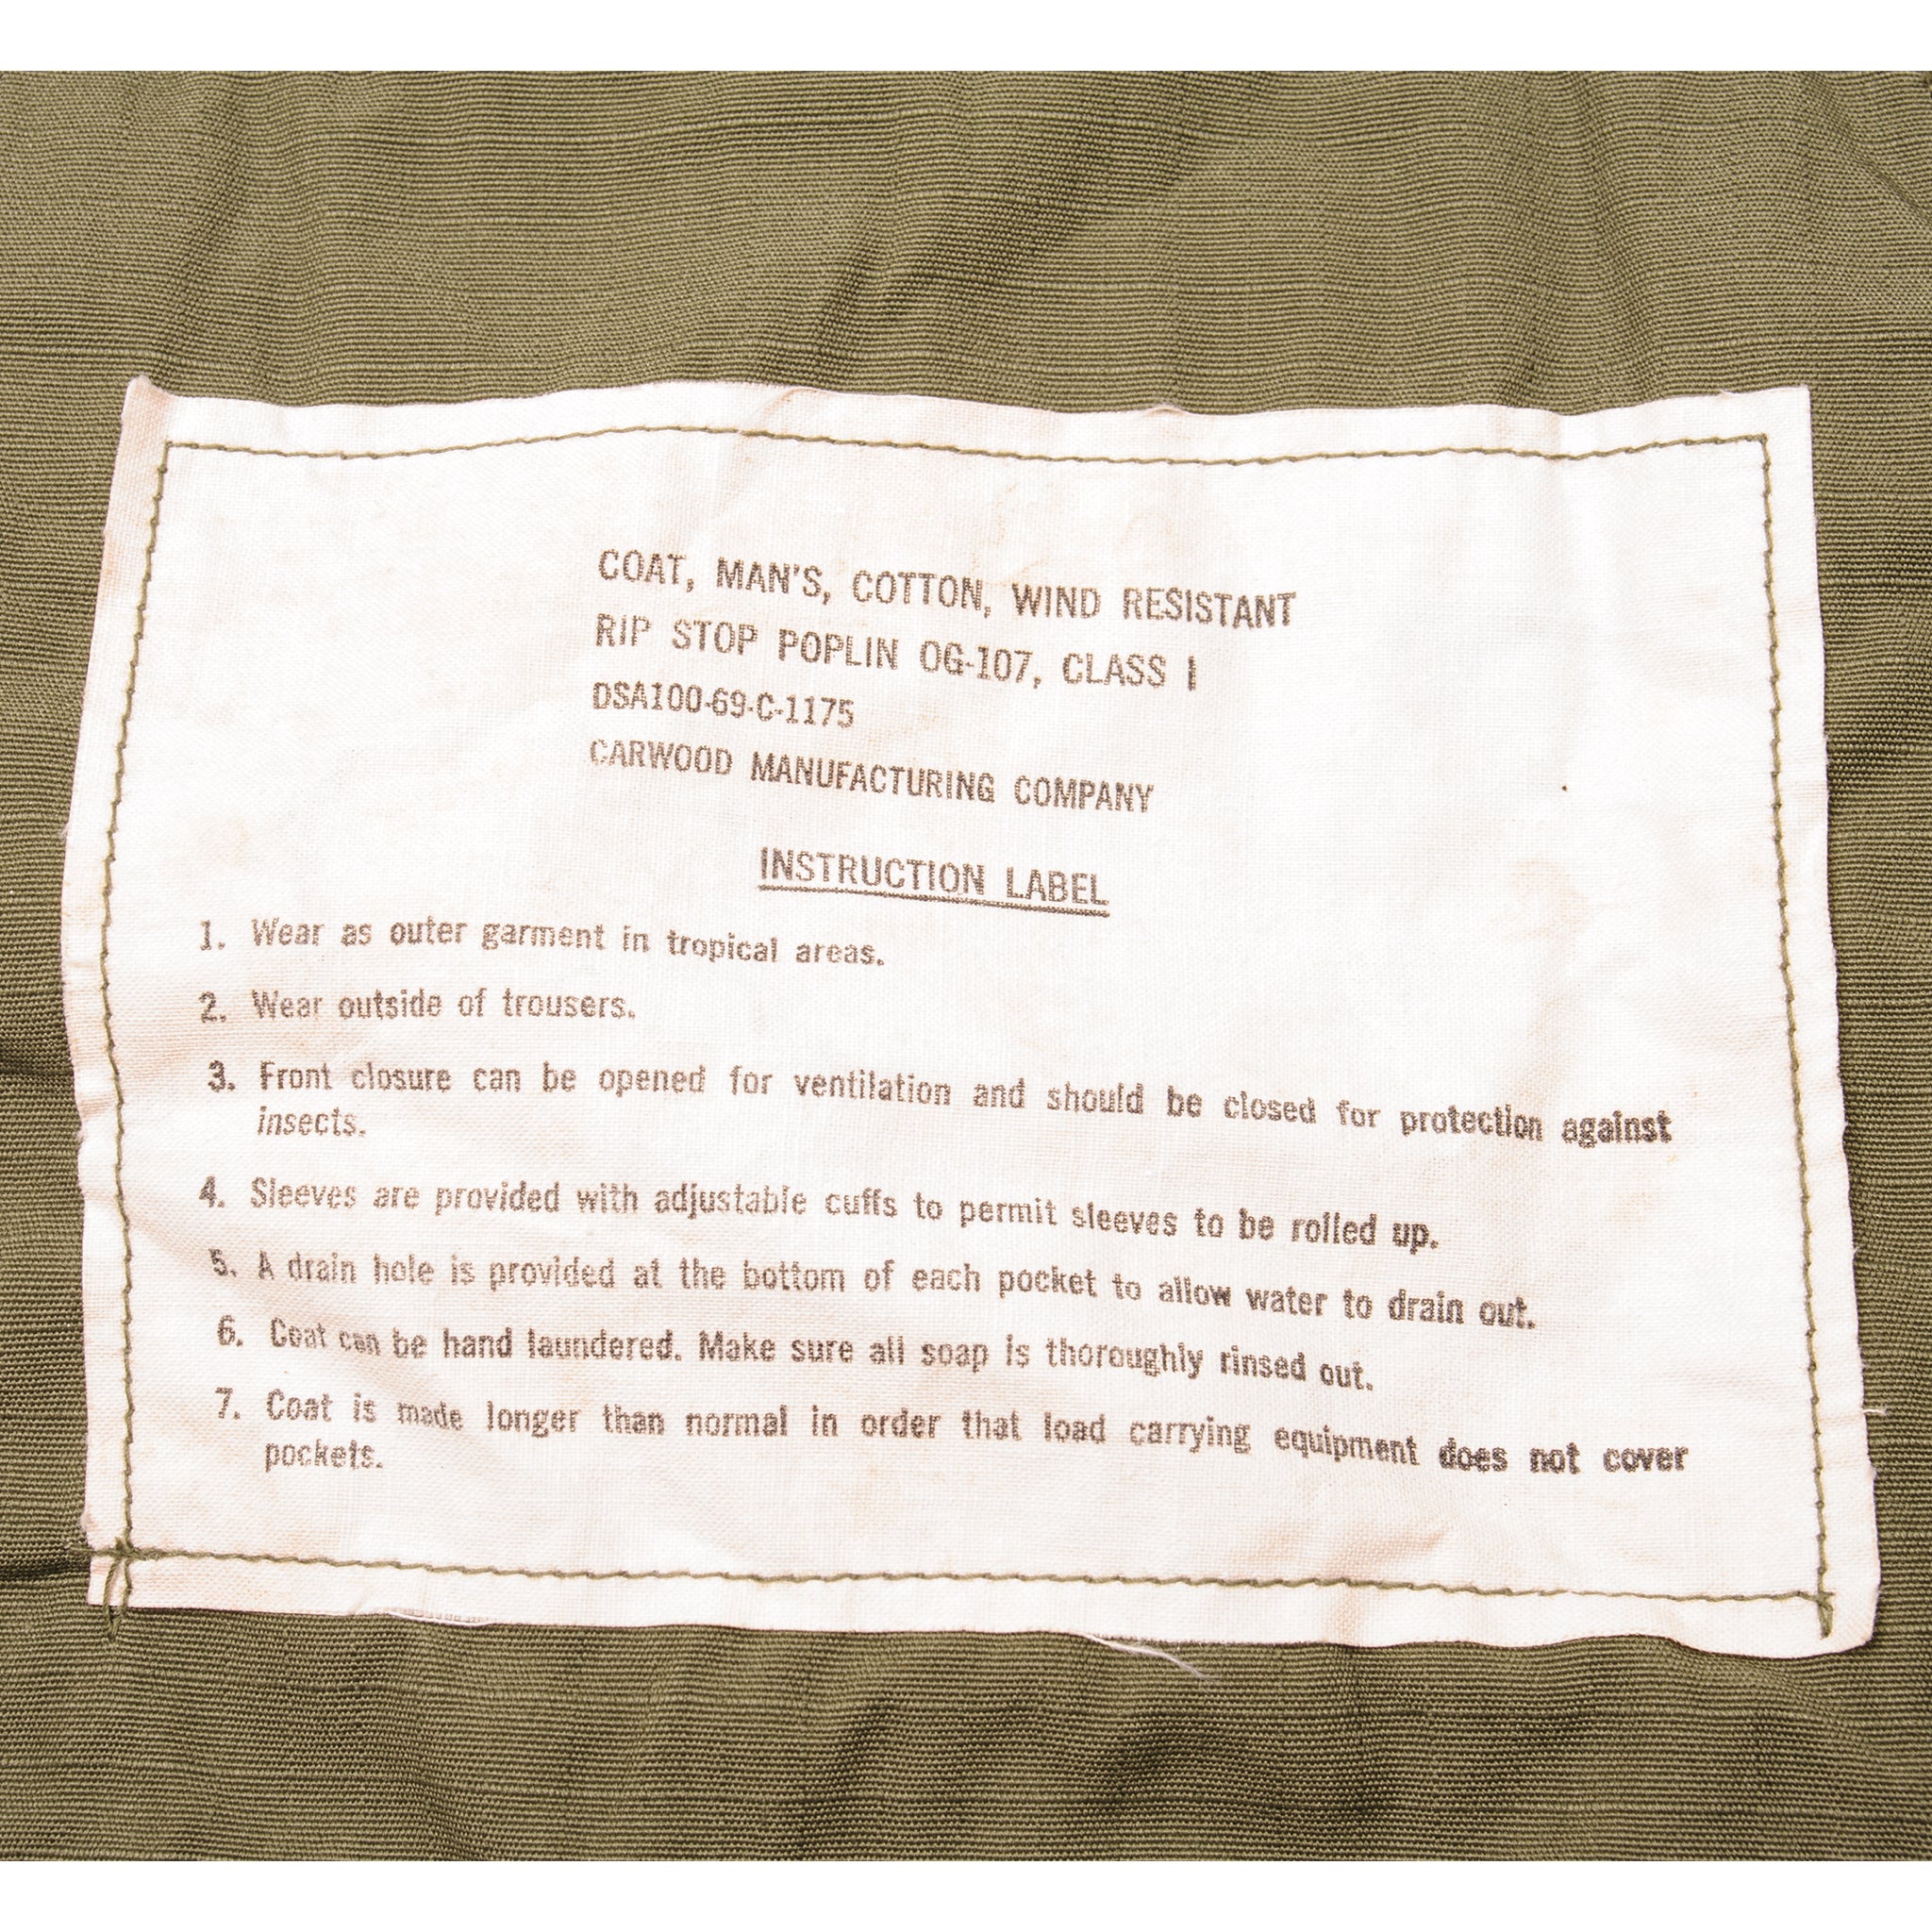 COAT, MAN'S, COTTON, WIND RESISTANT
RIP STOP POPLIN OG-107, CLASS 1
DSA100-69-C-1175
CARWOOD MANUFACTURING COMPANY
INSTRUCTION LABEL
1. Wear as outer garment in tropical areas.
2. Wear outside of trousers.
3. Front closure can be opened for ventilation and should be closed for protection against
insects.
4. Sleeves are provided with adjustable cuffs to permit sleeves to be rolled up.
5. A drain hole is provided at the bottom of each pocket to allow water to drain out.
6. Coat can be hand laundered. Make sure all soap is thoroughly rinsed out.
7. Coat is made longer than normal in order that load carrying equipment does not cover
pockets.